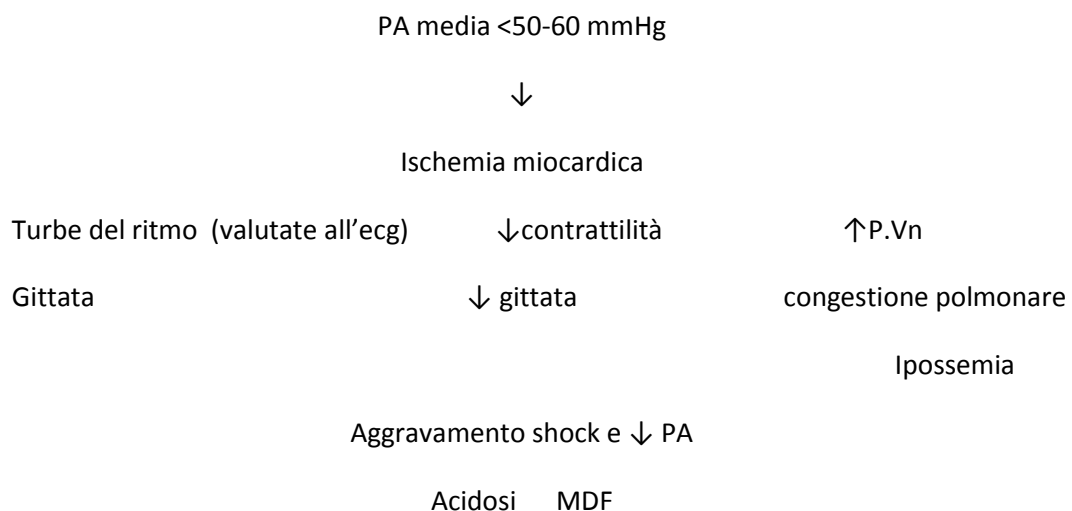 PA media <50-60 mmHg
↓
Ischemia miocardica
Turbe del ritmo (valutate all'ecg) ↓contrattilità ↑P.Vn
Gittata ↓ gittata congestione polmonare
Ipossemia
Aggravamento shock e ↓ PA
Acidosi MDF